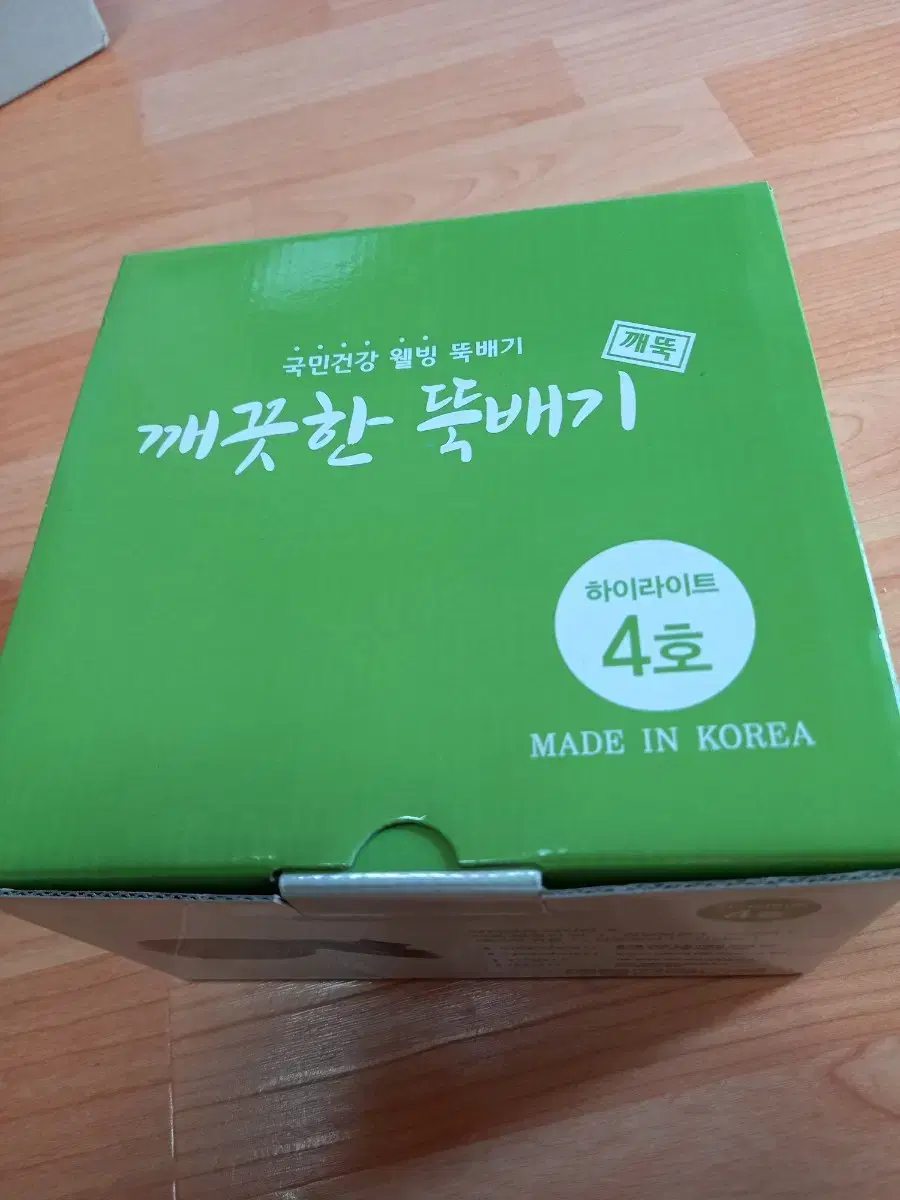 국민건강 웰빙 뚝배기
깨뚝
깨끗한 뚝배기
하이라이트
4호
MADE IN KOREA